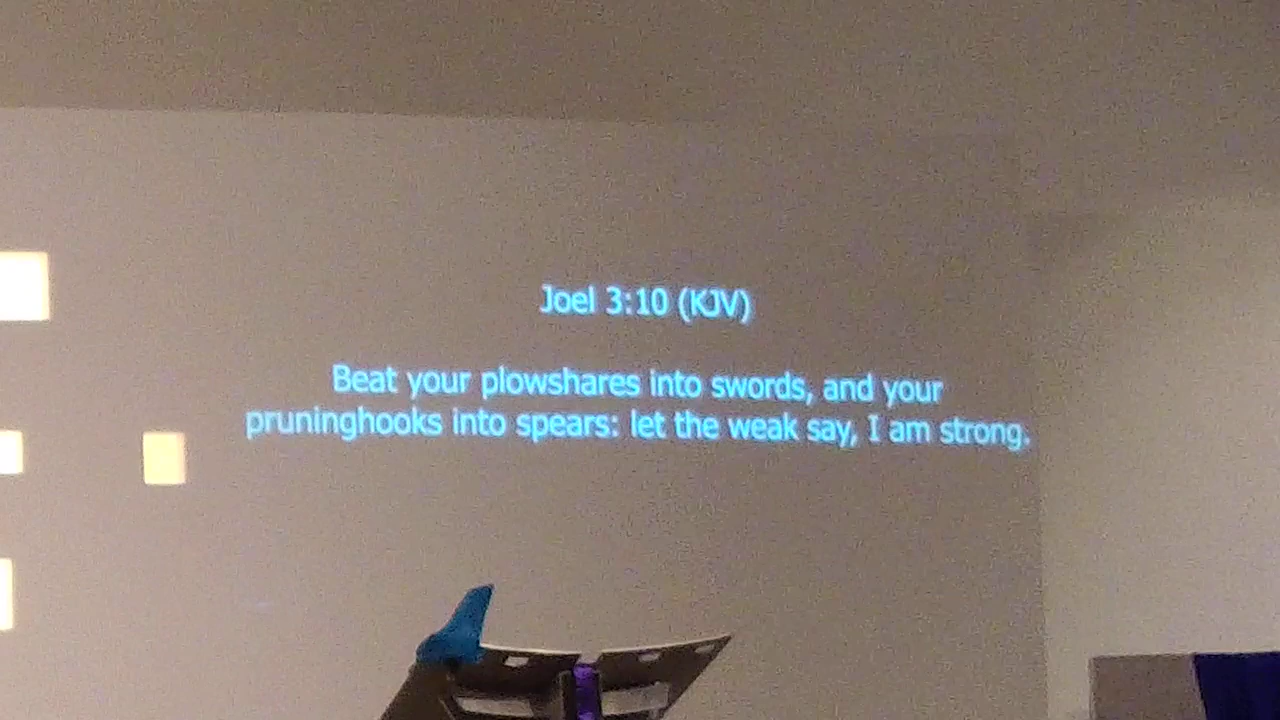 Joel 3:10 (KJV)
Beat your plowshares into swords, and your
pruninghooks into spears: let the weak say, I am strong.